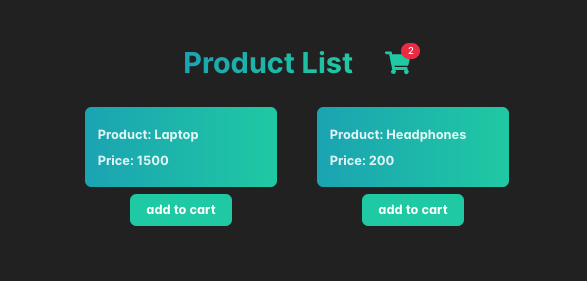 Product List
2
Product: Laptop
Price: 1500
add to cart
Product: Headphones
Price: 200
add to cart